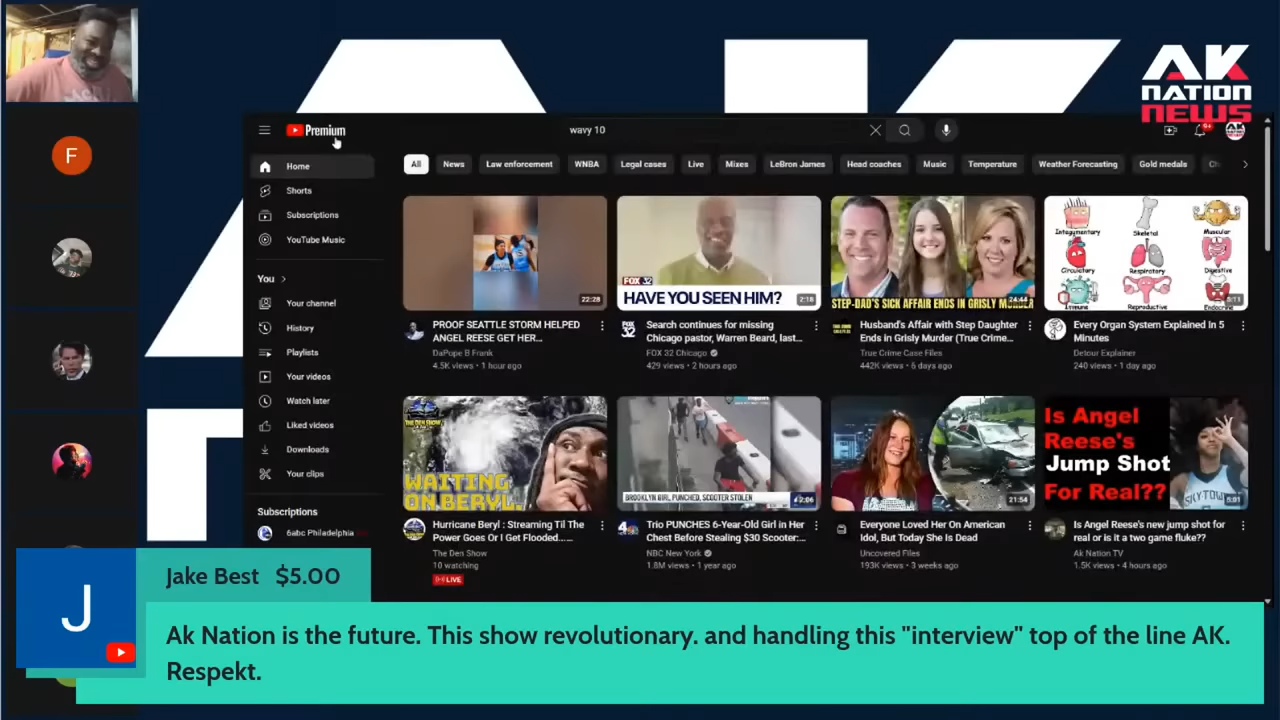 AK
NATION
NEWS
F
Premium
wavy 10
9+
All
News
Law enforcement
WNBA
Legal cases
Live
Mixes
LeBron James
Head coaches
Music
Temperature
Weather Forecasting
Gold medals
Home
Shorts
Subscriptions
YouTube Music
You
Your channel
History
Playlists
Your videos
Watch later
Liked videos
Downloads
Your clips
Subscriptions
6abc Philadelphia
22:28
PROOF SEATTLE STORM HELPED
ANGEL REESE GET HER...
DaPope B Frank
4.5K views • 1 hour ago
FOX 32
HAVE YOU SEEN HIM?
2:18
Search continues for missing
Chicago pastor, Warren Beard, last...
FOX 32 Chicago
429 views • 2 hours ago
STEP-DAD'S SICK AFFAIR ENDS IN GRISLY MURDER
24:44
Husband's Affair with Step Daughter
Ends in Grisly Murder (True Crime...
True Crime Case Files
442K views • 6 days ago
Integumentary
Skeletal
Muscular
Circulatory
Respiratory
Digestive
Immune
Reproductive
Endocrine
5:11
Every Organ System Explained In 5
Minutes
Detour Explainer
240 views • 1 day ago
THE DEN SHOW
WAITING
ON BERYL
Hurricane Beryl : Streaming Til The
Power Goes Or I Get Flooded.....
The Den Show
10 watching
LIVE
BROOKLYN GIRL PUNCHED, SCOOTER STOLEN
2:06
Trio PUNCHES 6-Year-Old Girl in Her
Chest Before Stealing $30 Scooter:...
NBC New York
1.8M views • 1 year ago
21:54
Everyone Loved Her On American
Idol, But Today She Is Dead
Uncovered Files
193K views • 3 weeks ago
Is Angel
Reese's
Jump Shot
For Real??
SKYTOWN
5:01
Is Angel Reese's new jump shot for
real or is it a two game fluke??
Ak Nation TV
1.5K views • 4 hours ago
J
Jake Best $5.00
Ak Nation is the future. This show revolutionary. and handling this "interview" top of the line AK.
Respekt.